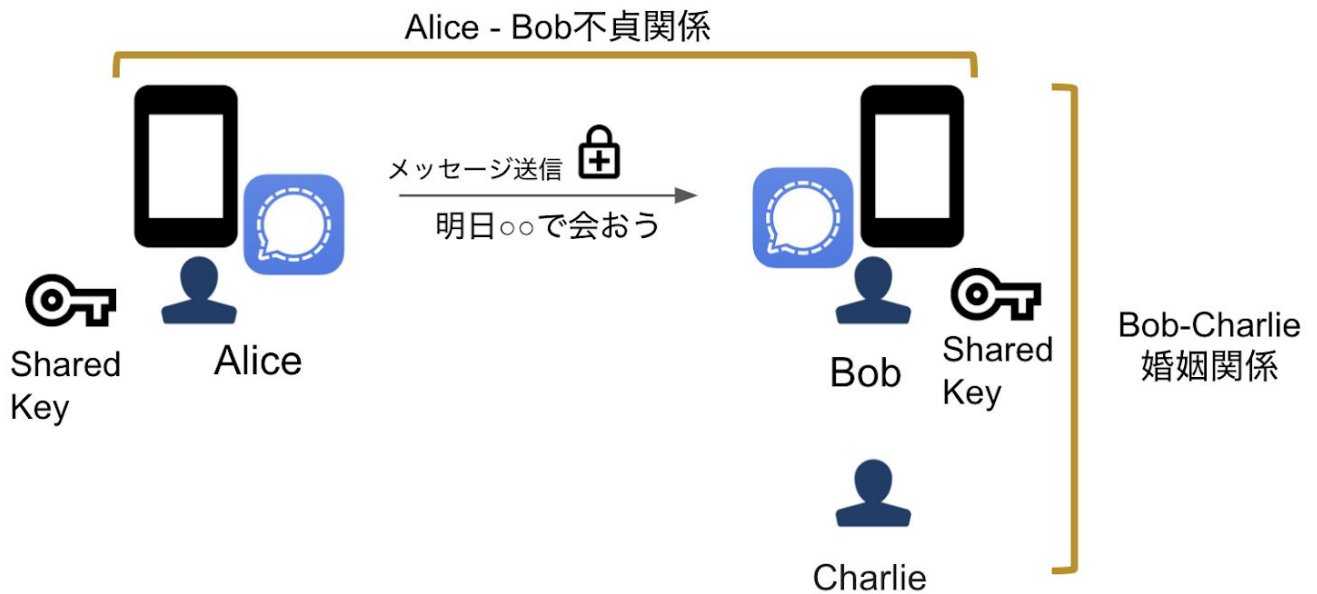 Alice - Bob不貞関係
メッセージ送信
明日○○で会おう
Shared
Key
Alice
Bob
Shared
Key
Bob-Charlie
婚姻関係
Charlie